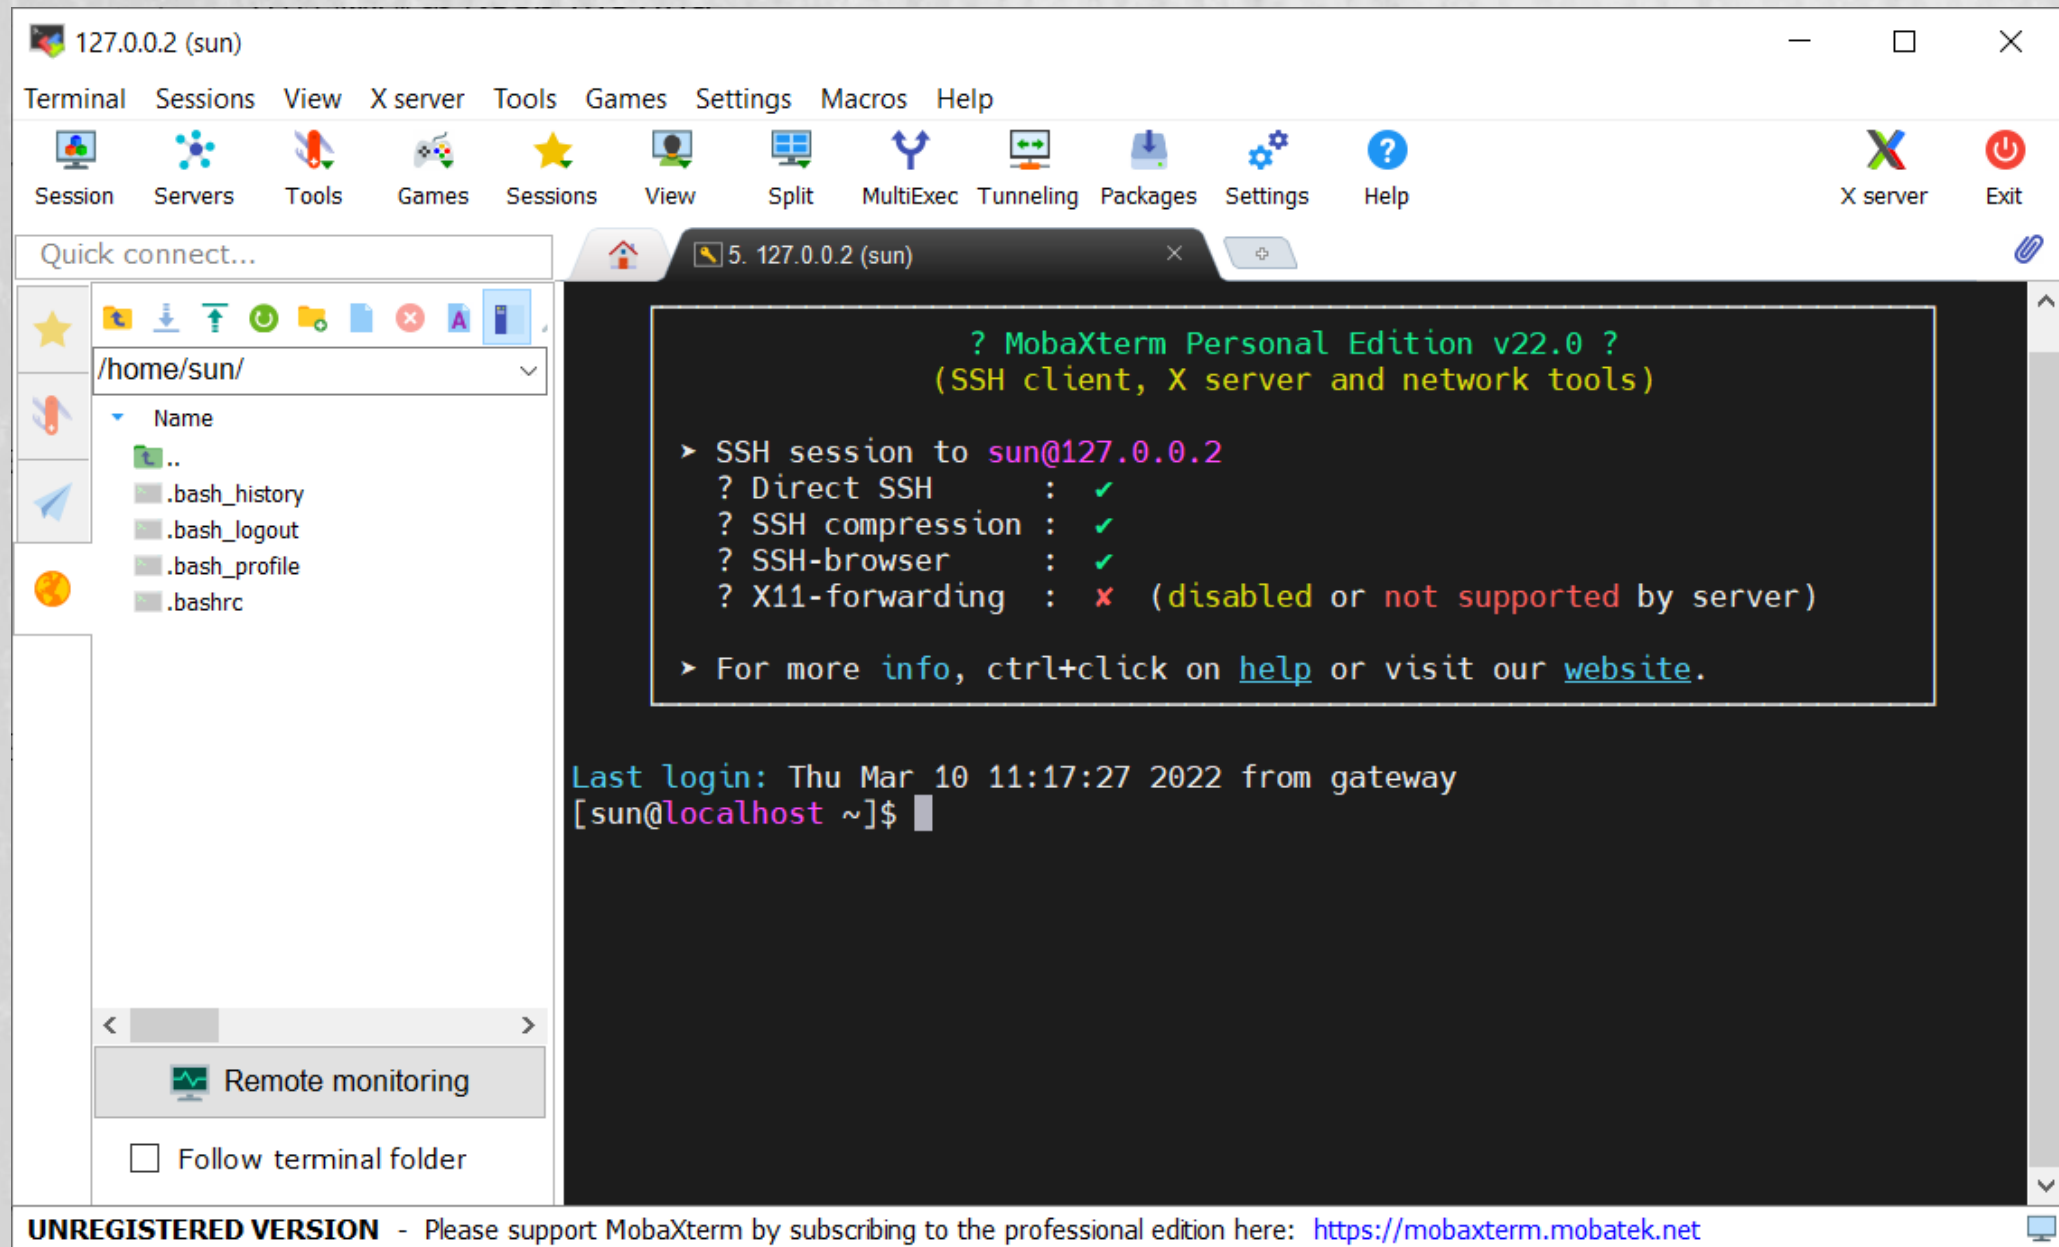 127.0.0.2 (sun)
Terminal Sessions View X server Tools Games Settings Macros Help
Session Servers Tools Games Sessions View Split MultiExec Tunneling Packages Settings Help X server Exit
Quick connect...
5. 127.0.0.2 (sun)
/home/sun/
Name
..
.bash_history
.bash_logout
.bash_profile
.bashrc
Remote monitoring
Follow terminal folder
? MobaXterm Personal Edition v22.0 ?
(SSH client, X server and network tools)
➤ SSH session to sun@127.0.0.2
? Direct SSH : ✔
? SSH compression : ✔
? SSH-browser : ✔
? X11-forwarding : ✘ (disabled or not supported by server)
➤ For more info, ctrl+click on help or visit our website.
Last login: Thu Mar 10 11:17:27 2022 from gateway
[sun@localhost ~]$
UNREGISTERED VERSION - Please support MobaXterm by subscribing to the professional edition here: https://mobaxterm.mobatek.net